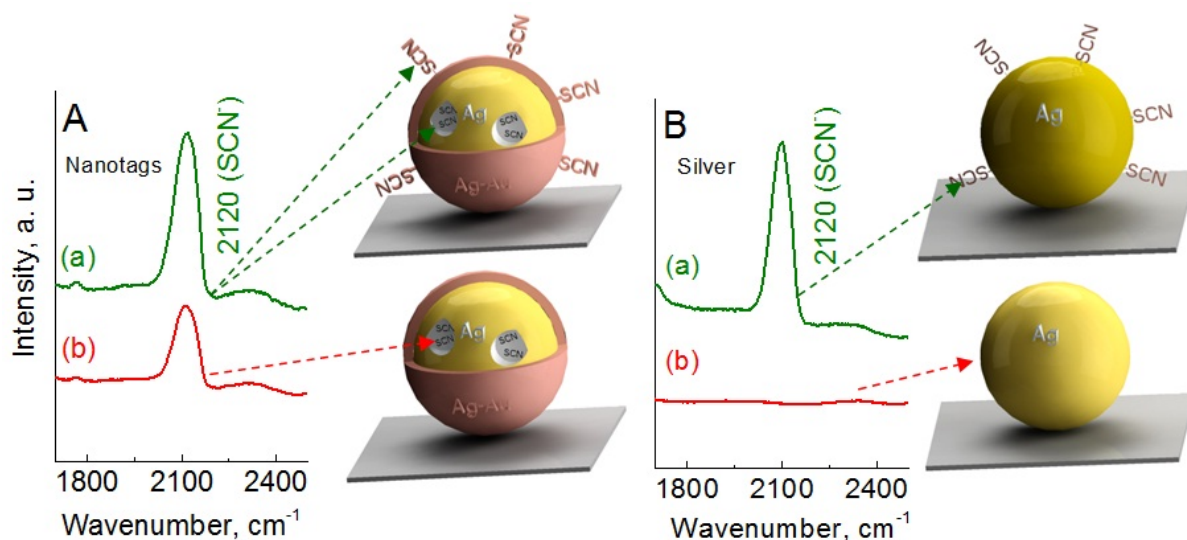 A
Nanotags
2120 (SCN⁻)
(a)
(b)
Intensity, a. u.
1800 2100 2400
Wavenumber, cm⁻¹
SCN
SCN
SCN
SCN
SCN
SCN
SCN
Ag
SCN
SCN
Ag-Au
SCN
SCN
Ag
SCN
SCN
Ag-Au
B
Silver
2120 (SCN⁻)
(a)
(b)
1800 2100 2400
Wavenumber, cm⁻¹
SCN
SCN
SCN
SCN
SCN
Ag
Ag